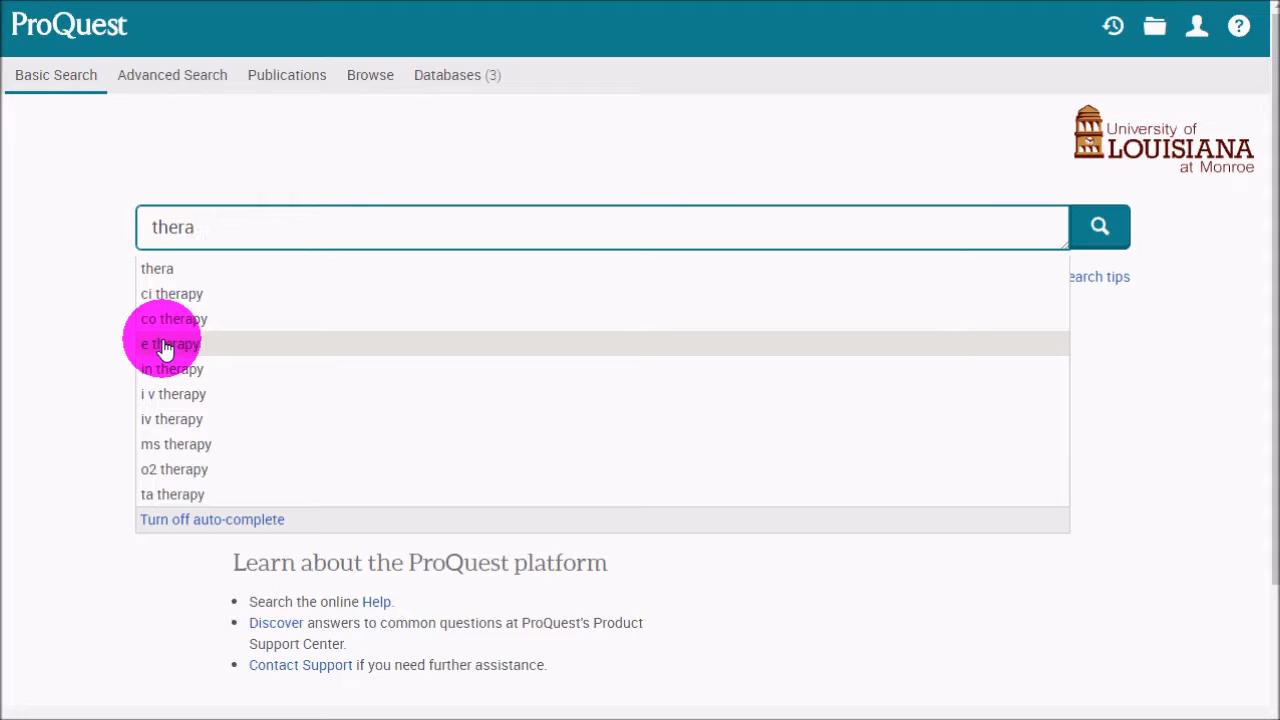 ProQuest
Basic Search Advanced Search Publications Browse Databases (3)
University of
LOUISIANA
at Monroe
thera
thera
earch tips
ci therapy
co therapy
e therapy
in therapy
i v therapy
iv therapy
ms therapy
o2 therapy
ta therapy
Turn off auto-complete
Learn about the ProQuest platform
Search the online Help.
Discover answers to common questions at ProQuest's Product
Support Center.
Contact Support if you need further assistance.